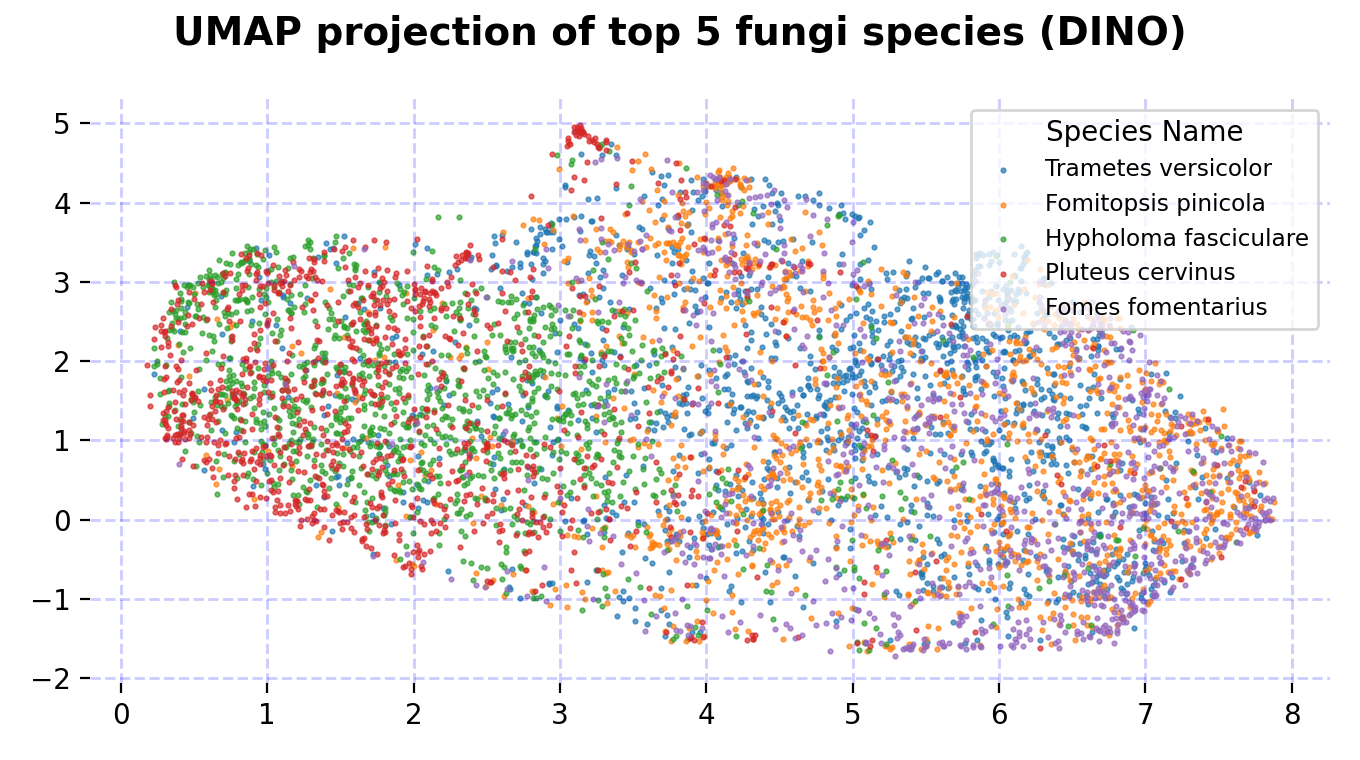 UMAP projection of top 5 fungi species (DINO)
Species Name
Trametes versicolor
Fomitopsis pinicola
Hypholoma fasciculare
Pluteus cervinus
Fomes fomentarius
5
4
3
2
1
0
−1
−2
0 1 2 3 4 5 6 7 8